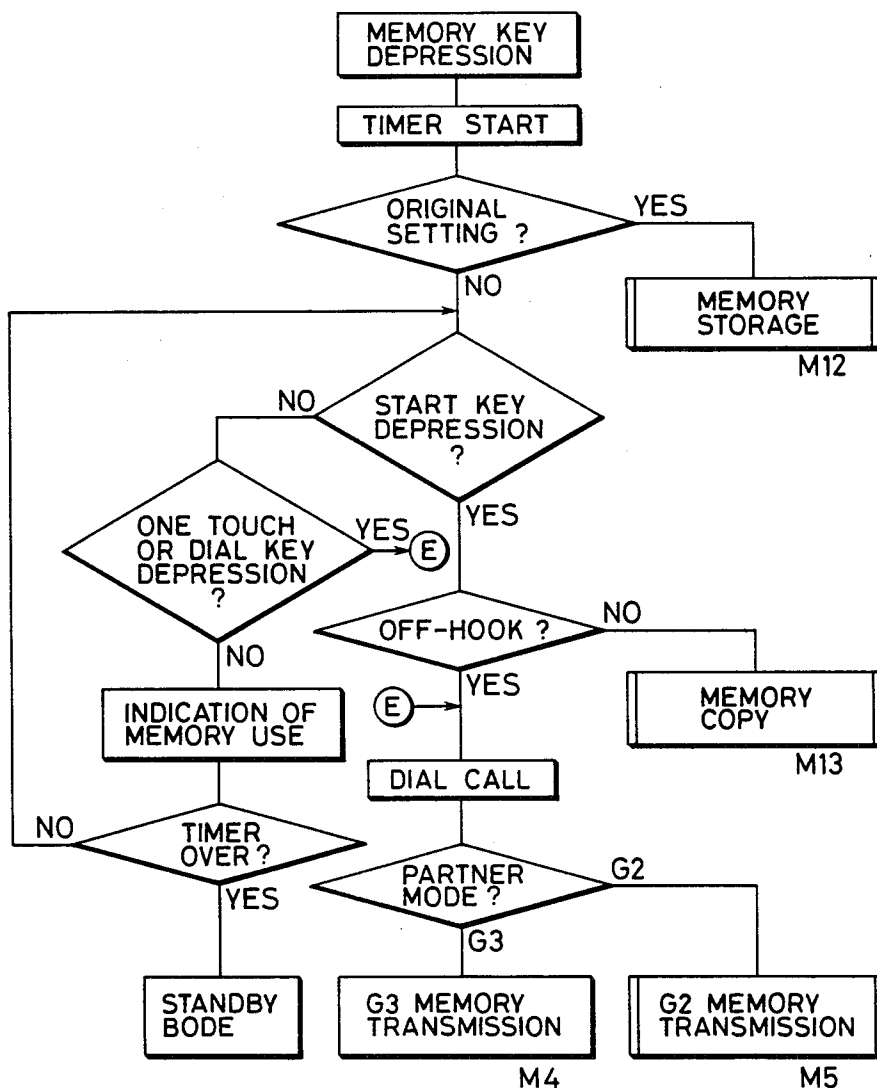 MEMORY KEY
DEPRESSION
TIMER START
ORIGINAL
SETTING ?
YES
NO
MEMORY
STORAGE
M12
START KEY
DEPRESSION
?
NO
YES
ONE TOUCH
OR DIAL KEY
DEPRESSION
?
YES
E
NO
OFF-HOOK ?
NO
YES
MEMORY
COPY
M13
E
INDICATION OF
MEMORY USE
DIAL CALL
TIMER
OVER ?
NO
YES
PARTNER
MODE ?
G2
G3
STANDBY
BODE
G3 MEMORY
TRANSMISSION
M4
G2 MEMORY
TRANSMISSION
M5